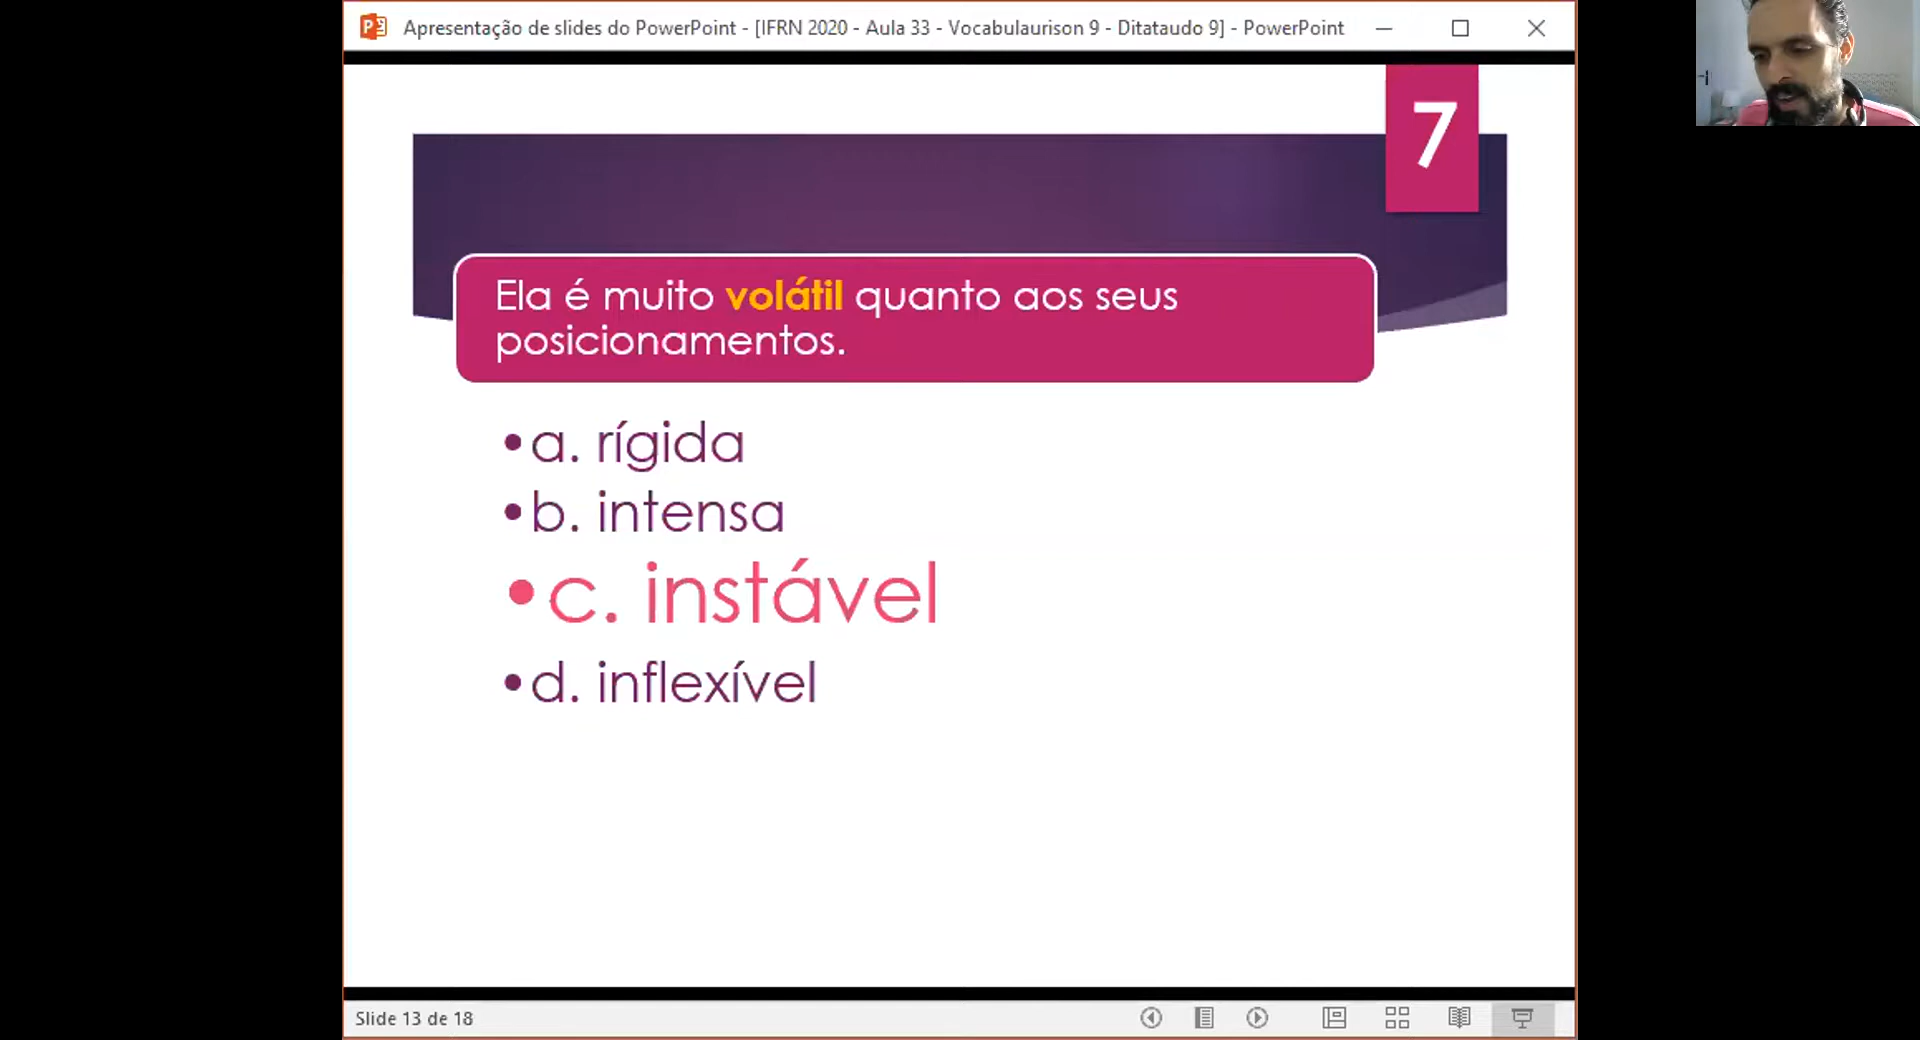 Apresentação de slides do PowerPoint - [IFRN 2020 - Aula 33 - Vocabulaurison 9 - Ditataudo 9] - PowerPoint
7
Ela é muito volátil quanto aos seus
posicionamentos.
•a. rígida
•b. intensa
•c. instável
•d. inflexível
Slide 13 de 18